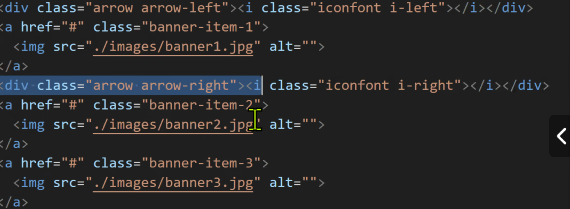 <div class="arrow arrow-left"><i class="iconfont i-left"></i></div>
<a href="#" class="banner-item-1">
<img src="./images/banner1.jpg" alt="">
</a>
<div class="arrow arrow-right"><i class="iconfont i-right"></i></div>
<a href="#" class="banner-item-2">
<img src="./images/banner2.jpg" alt="">
</a>
<a href="#" class="banner-item-3">
<img src="./images/banner3.jpg" alt="">
</a>